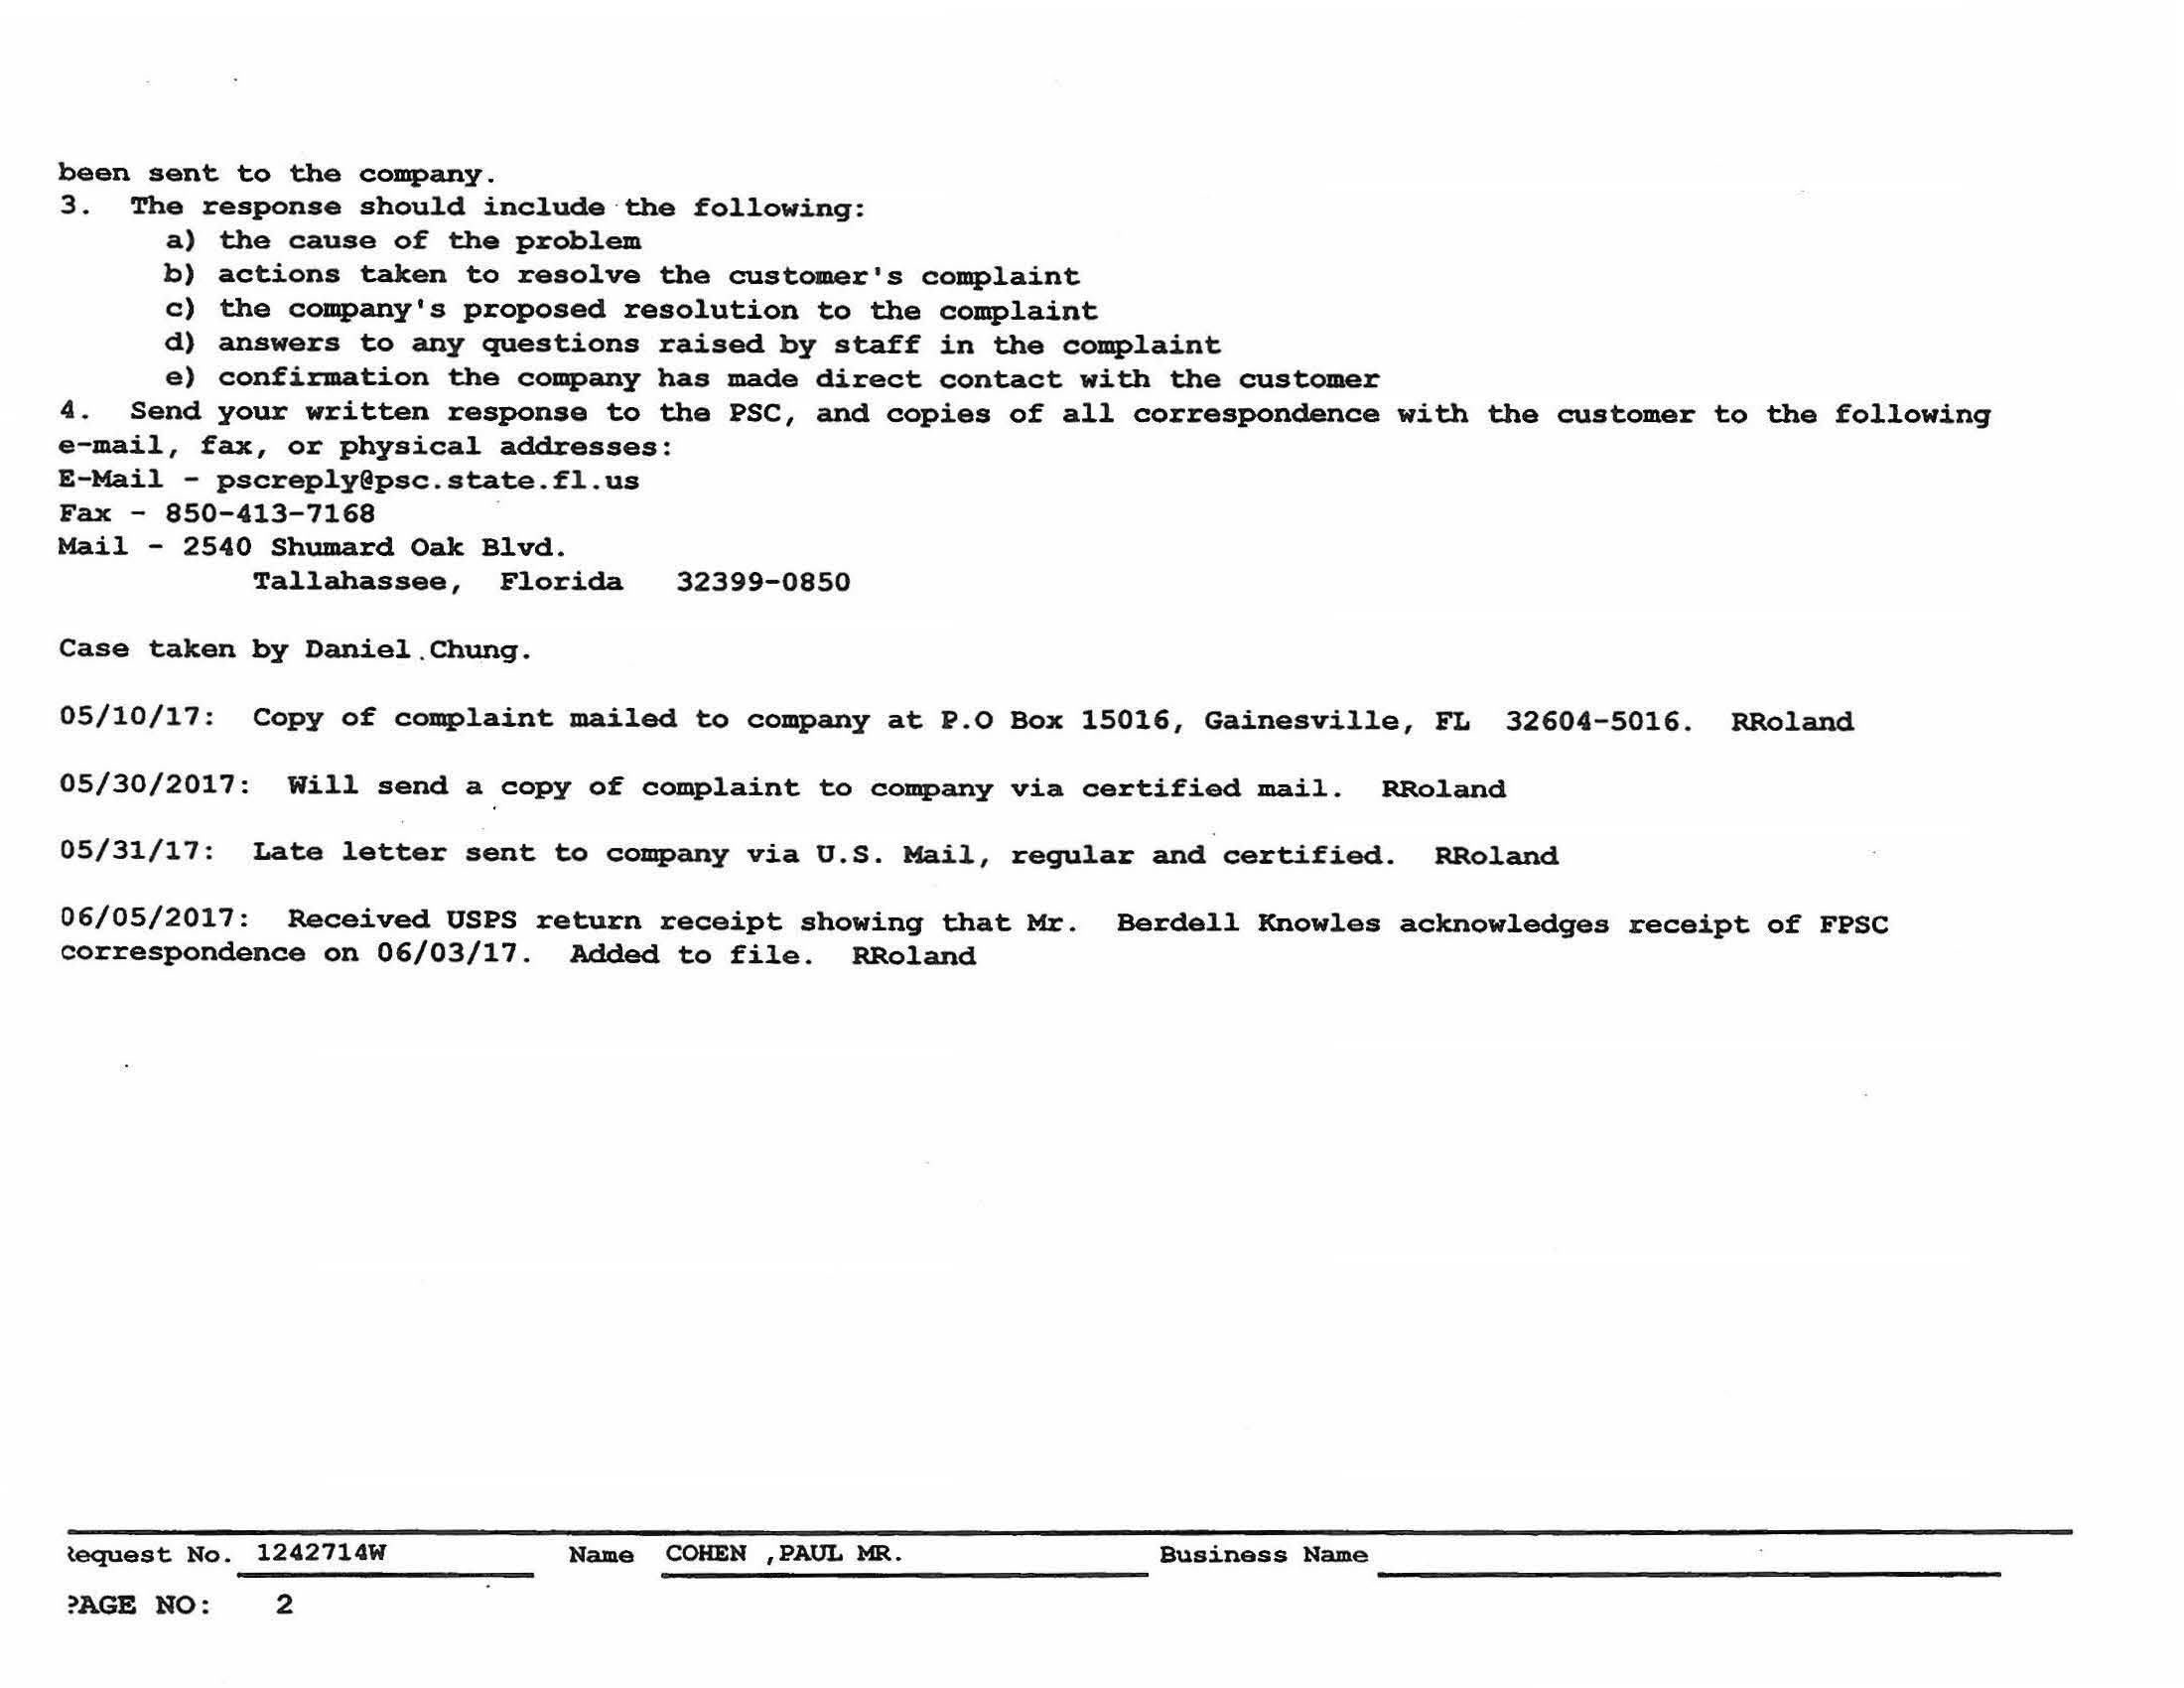 been sent to the company.
3.  The response should include the following:
a) the cause of the problem
b) actions taken to resolve the customer's complaint
c) the company's proposed resolution to the complaint
d) answers to any questions raised by staff in the complaint
e) confirmation the company has made direct contact with the customer
4.  Send your written response to the PSC, and copies of all correspondence with the customer to the following
e-mail, fax, or physical addresses:
E-Mail - pscreply@psc.state.fl.us
Fax - 850-413-7168
Mail - 2540 Shumard Oak Blvd.
Tallahassee,  Florida   32399-0850
Case taken by Daniel Chung.
05/10/17:  Copy of complaint mailed to company at P.O Box 15016, Gainesville, FL  32604-5016.  RRoland
05/30/2017:  Will send a copy of complaint to company via certified mail.  RRoland
05/31/17:  Late letter sent to company via U.S. Mail, regular and certified.  RRoland
06/05/2017:  Received USPS return receipt showing that Mr.  Berdell Knowles acknowledges receipt of FPSC
correspondence on 06/03/17.  Added to file.  RRoland
equest No. 1242714W Name COHEN ,PAUL MR. Business Name
PAGE NO: 2